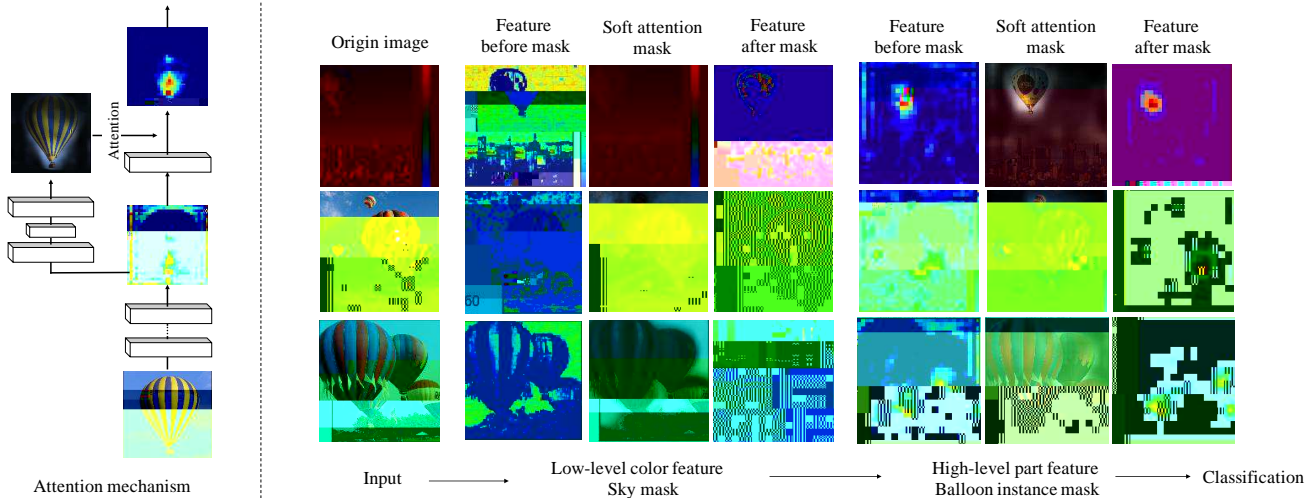 Attention
Attention mechanism
Origin image
Feature
before mask
Soft attention
mask
Feature
after mask
Feature
before mask
Soft attention
mask
Feature
after mask
Input
Low-level color feature
Sky mask
High-level part feature
Balloon instance mask
Classification